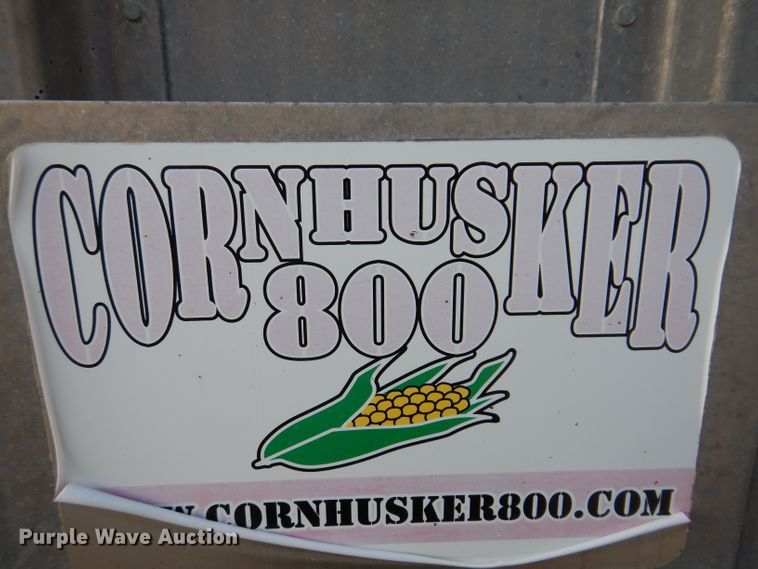 CORNHUSKER
800
W.CORNHUSKER800.COM
Purple Wave Auction